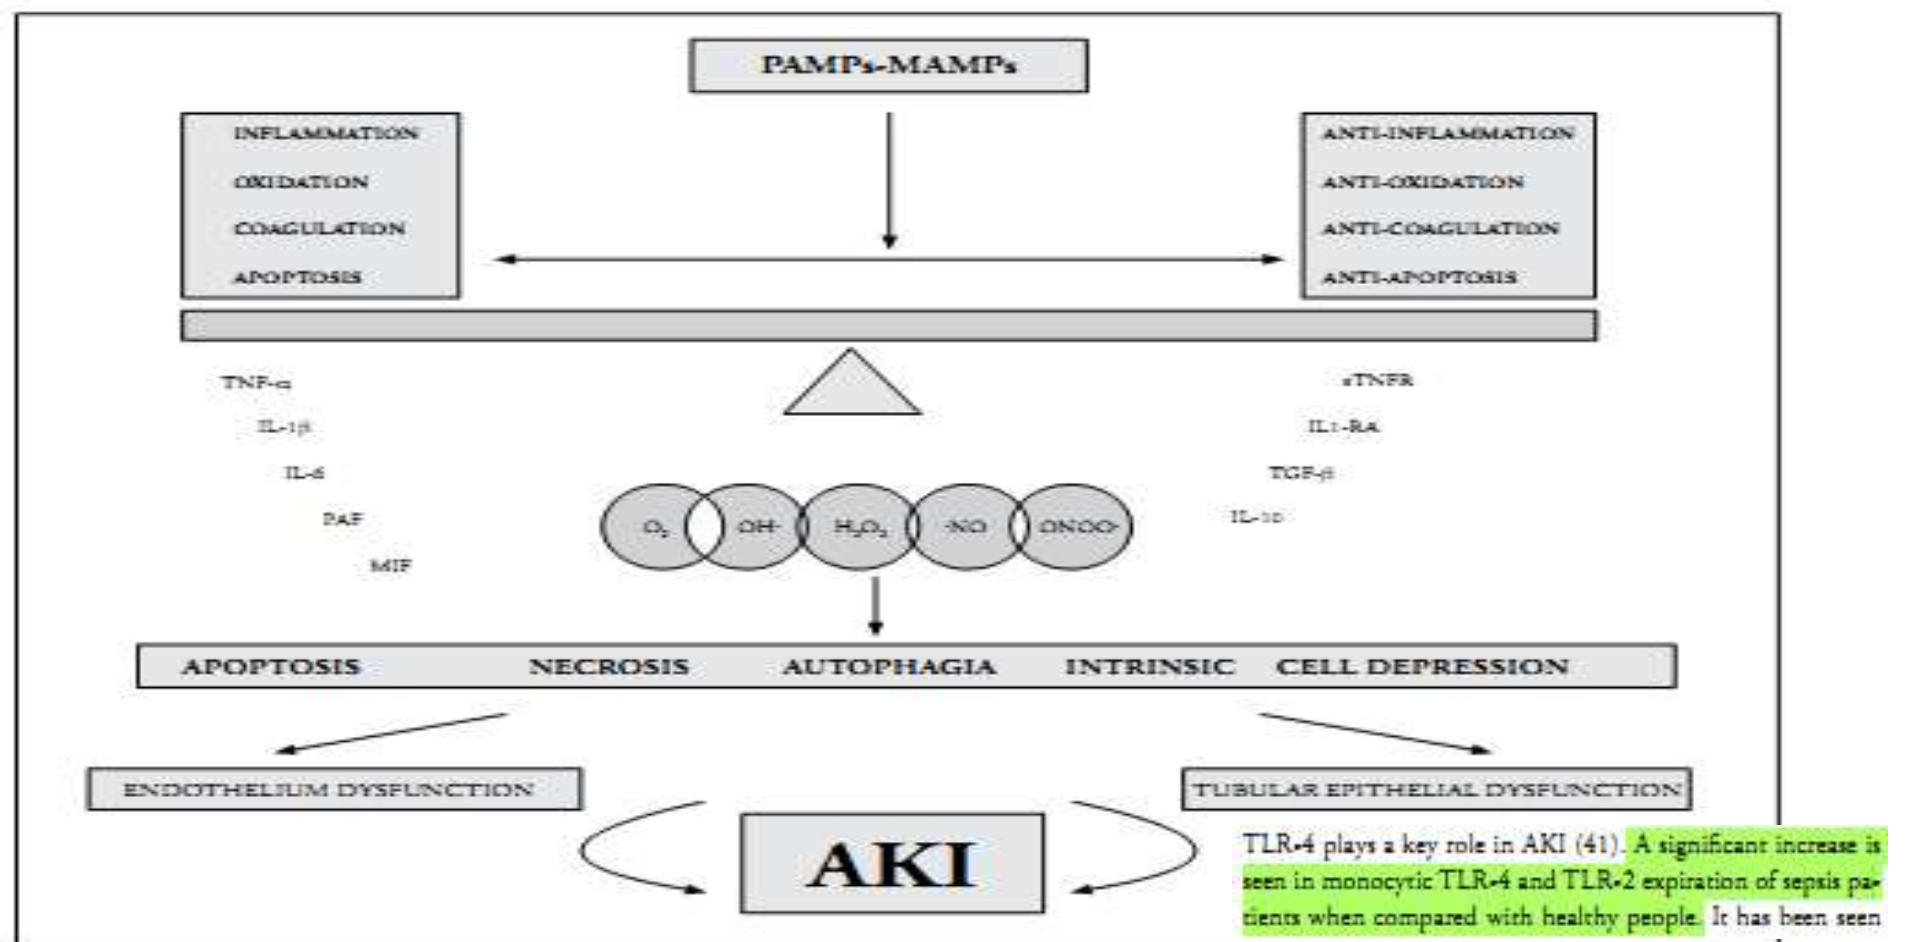 PAMPs-MAMPs
INFLAMMATION
OXIDATION
COAGULATION
APOPTOSIS
ANTI-INFLAMMATION
ANTI-OXIDATION
ANTI-COAGULATION
ANTI-APOPTOSIS
TNF-α
IL-1β
IL-6
PAF
MIF
sTNFR
IL1-RA
TGF-β
IL-10
O₂ OH· H₂O₂ ·NO ONOO·
APOPTOSIS NECROSIS AUTOPHAGIA INTRINSIC CELL DEPRESSION
ENDOTHELIUM DYSFUNCTION
TUBULAR EPITHELIAL DYSFUNCTION
AKI
TLR-4 plays a key role in AKI (41). A significant increase is
seen in monocytic TLR-4 and TLR-2 expiration of sepsis pa-
tients when compared with healthy people. It has been seen